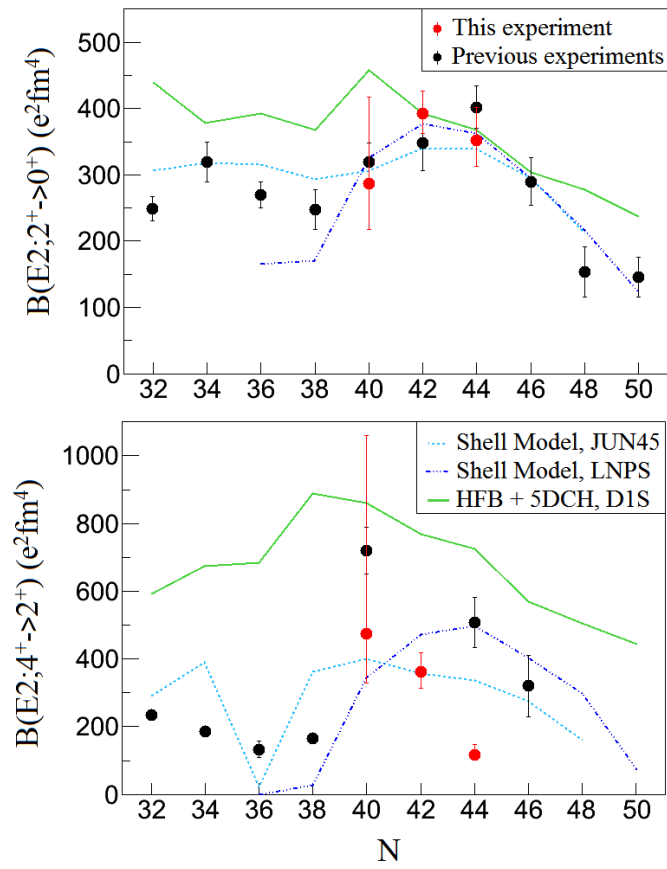 This experiment
Previous experiments
B(E2;2⁺->0⁺) (e²fm⁴)
500
400
300
200
100
0
32 34 36 38 40 42 44 46 48 50
Shell Model, JUN45
Shell Model, LNPS
HFB + 5DCH, D1S
B(E2;4⁺->2⁺) (e²fm⁴)
1000
800
600
400
200
0
32 34 36 38 40 42 44 46 48 50
N